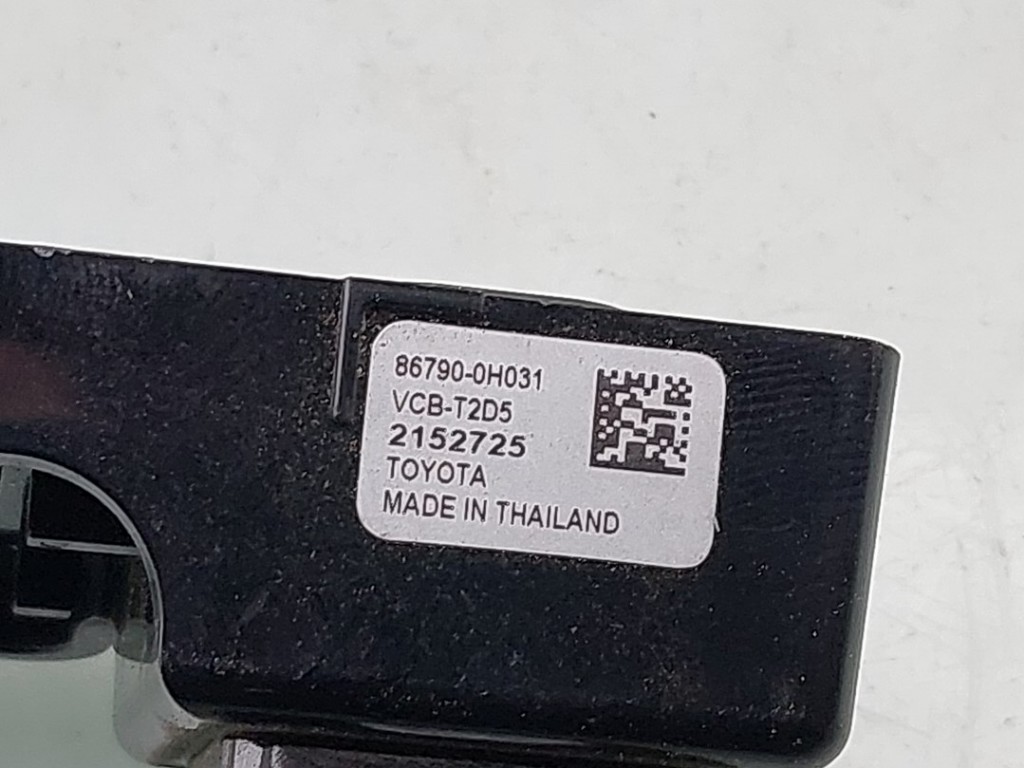 86790-0H031
VCB-T2D5
2152725
TOYOTA
MADE IN THAILAND